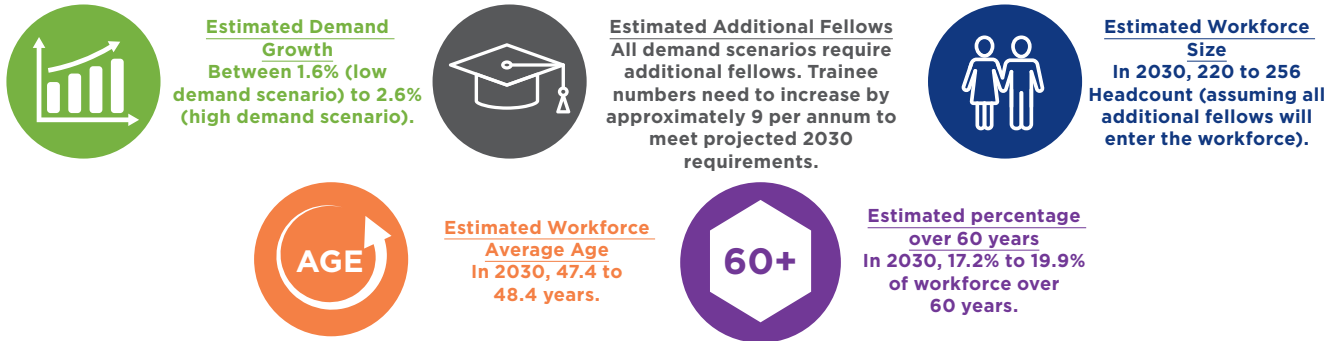 Estimated Demand
Growth
Between 1.6% (low
demand scenario) to 2.6%
(high demand scenario).
Estimated Additional Fellows
All demand scenarios require
additional fellows. Trainee
numbers need to increase by
approximately 9 per annum to
meet projected 2030
requirements.
Estimated Workforce
Size
In 2030, 220 to 256
Headcount (assuming all
additional fellows will
enter the workforce).
AGE
Estimated Workforce
Average Age
In 2030, 47.4 to
48.4 years.
60+
Estimated percentage
over 60 years
In 2030, 17.2% to 19.9%
of workforce over
60 years.